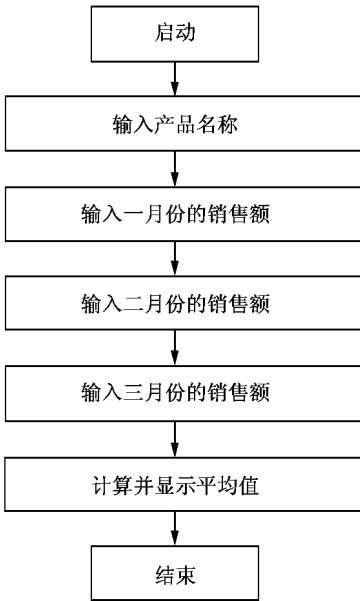 启动
输入产品名称
输入一月份的销售额
输入二月份的销售额
输入三月份的销售额
计算并显示平均值
结束